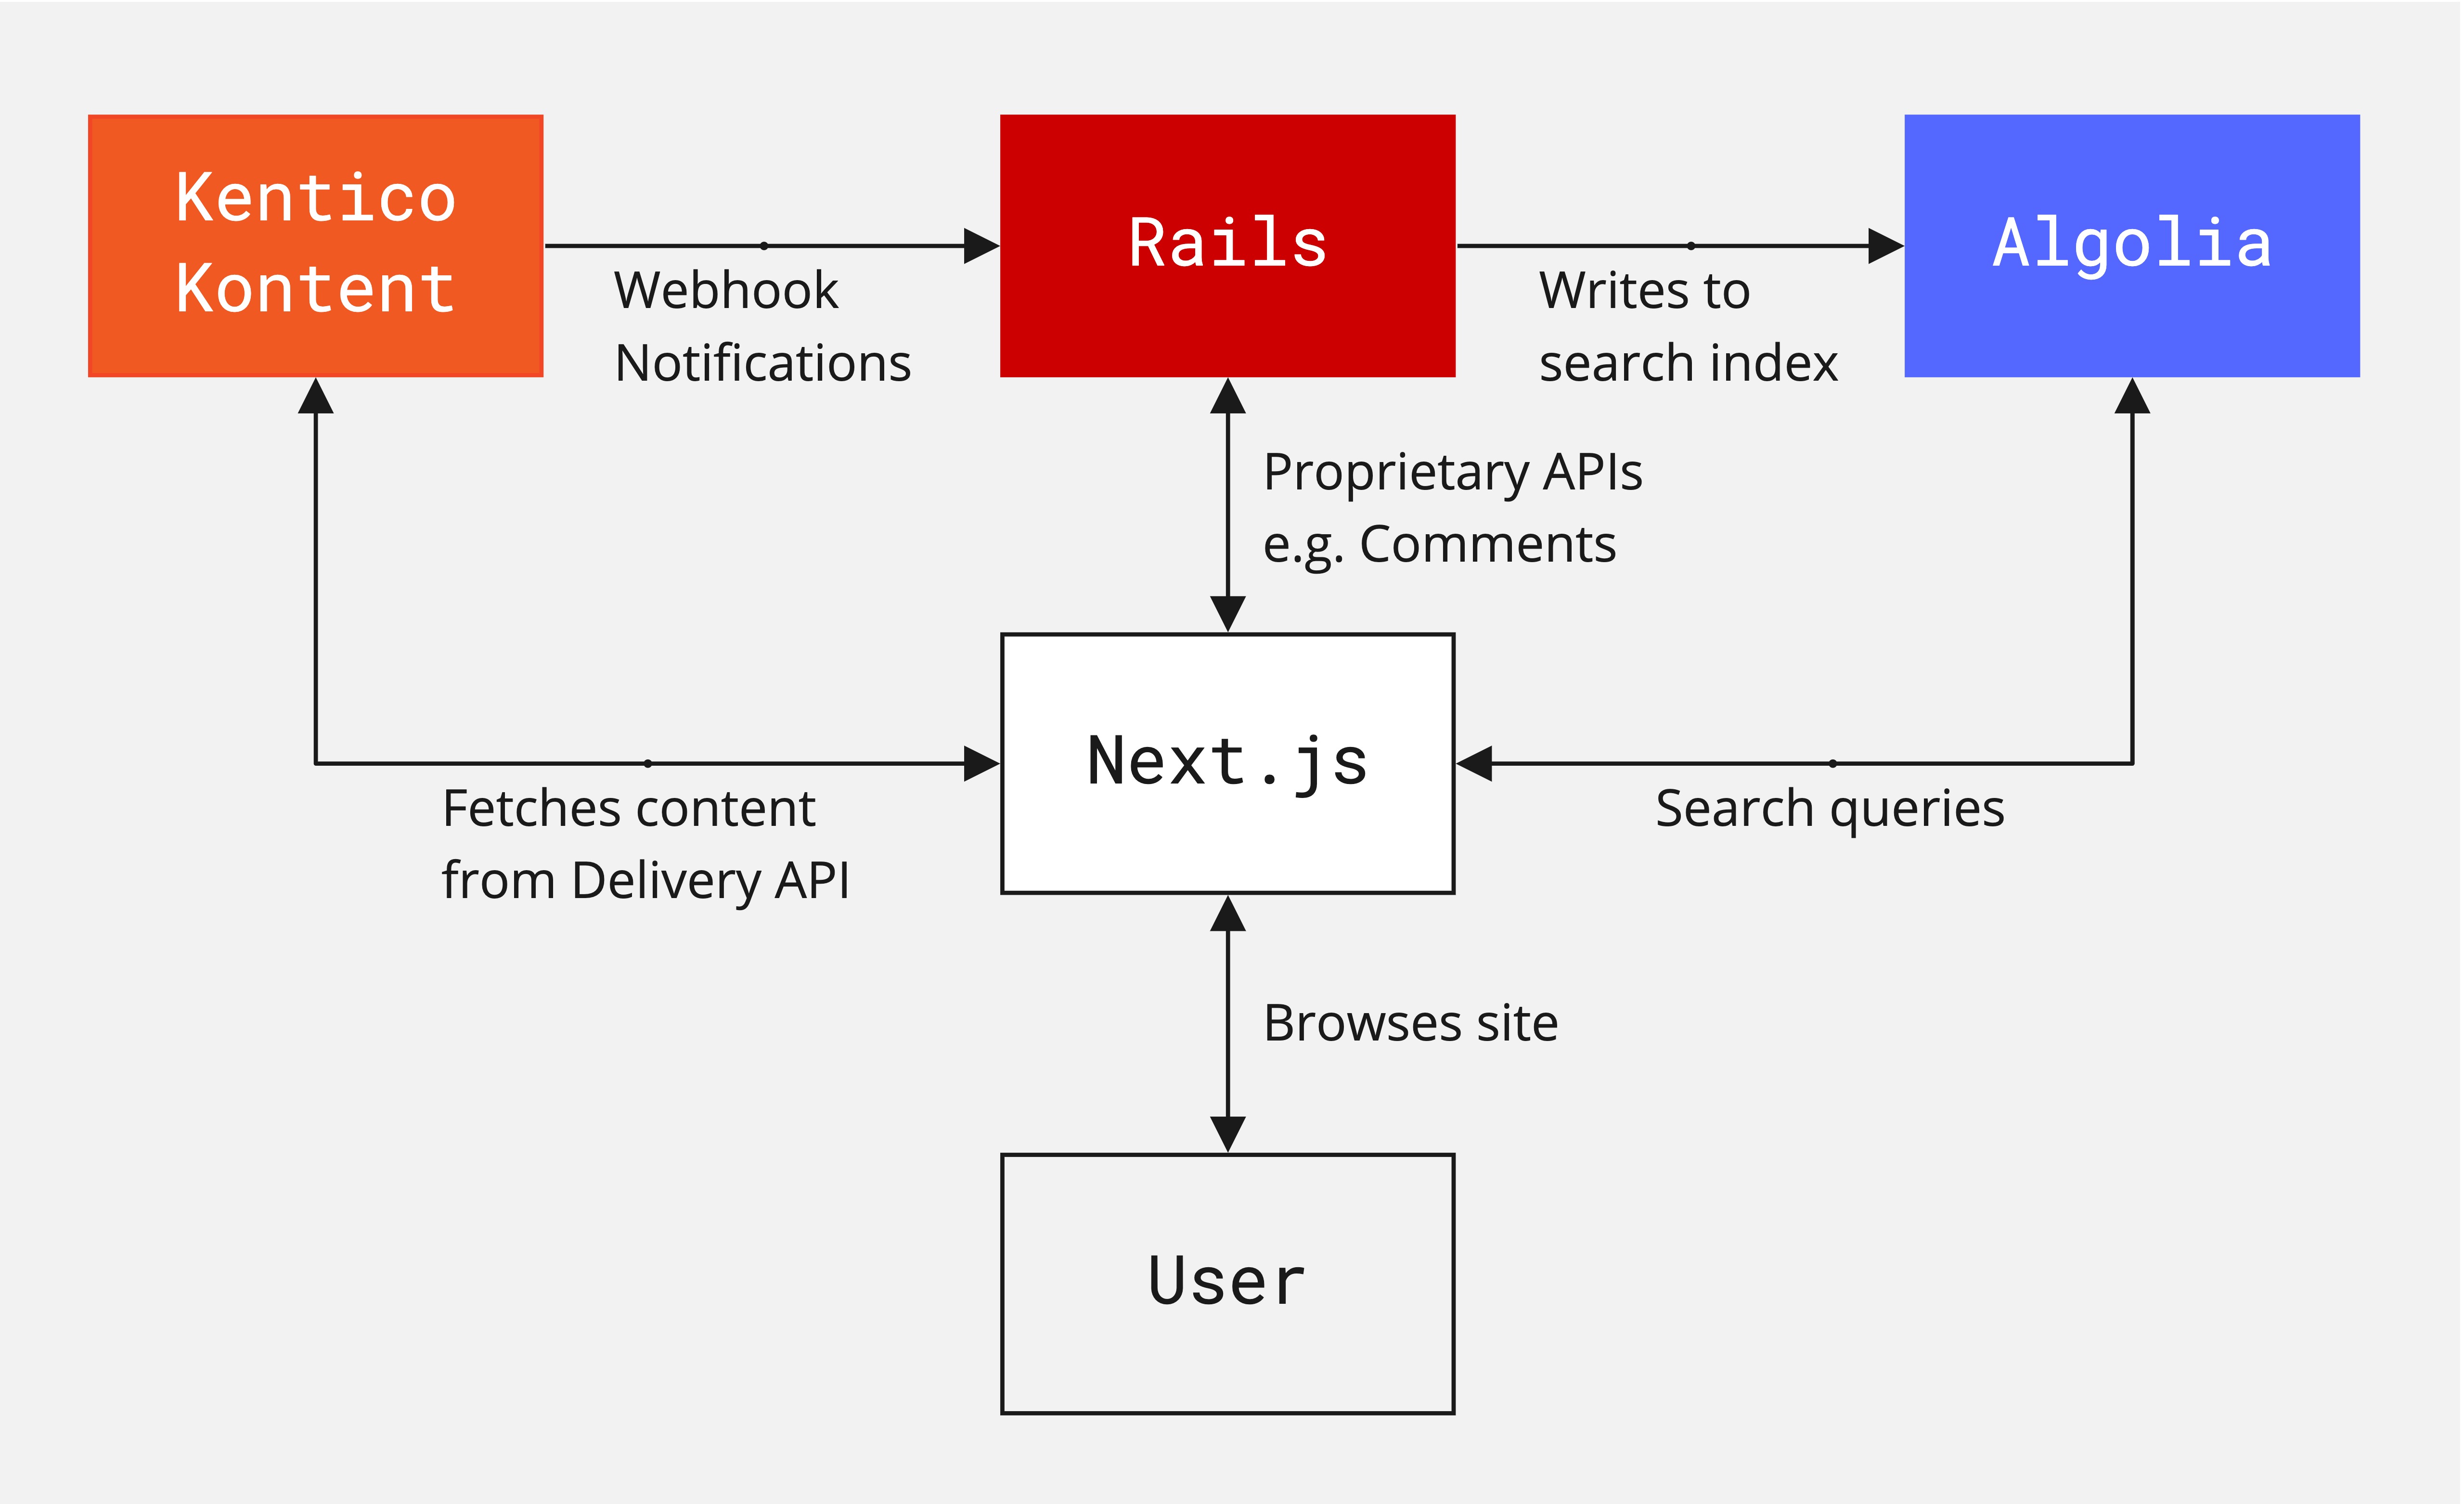 Kentico
Kontent
Webhook
Notifications
Rails
Writes to
search index
Algolia
Proprietary APIs
e.g. Comments
Fetches content
from Delivery API
Next.js
Search queries
Browses site
User